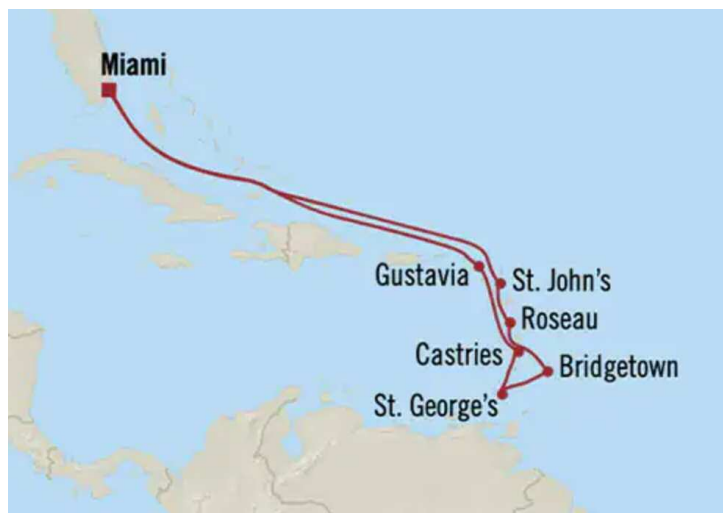 Miami
Gustavia
St. John's
Roseau
Castries
Bridgetown
St. George's